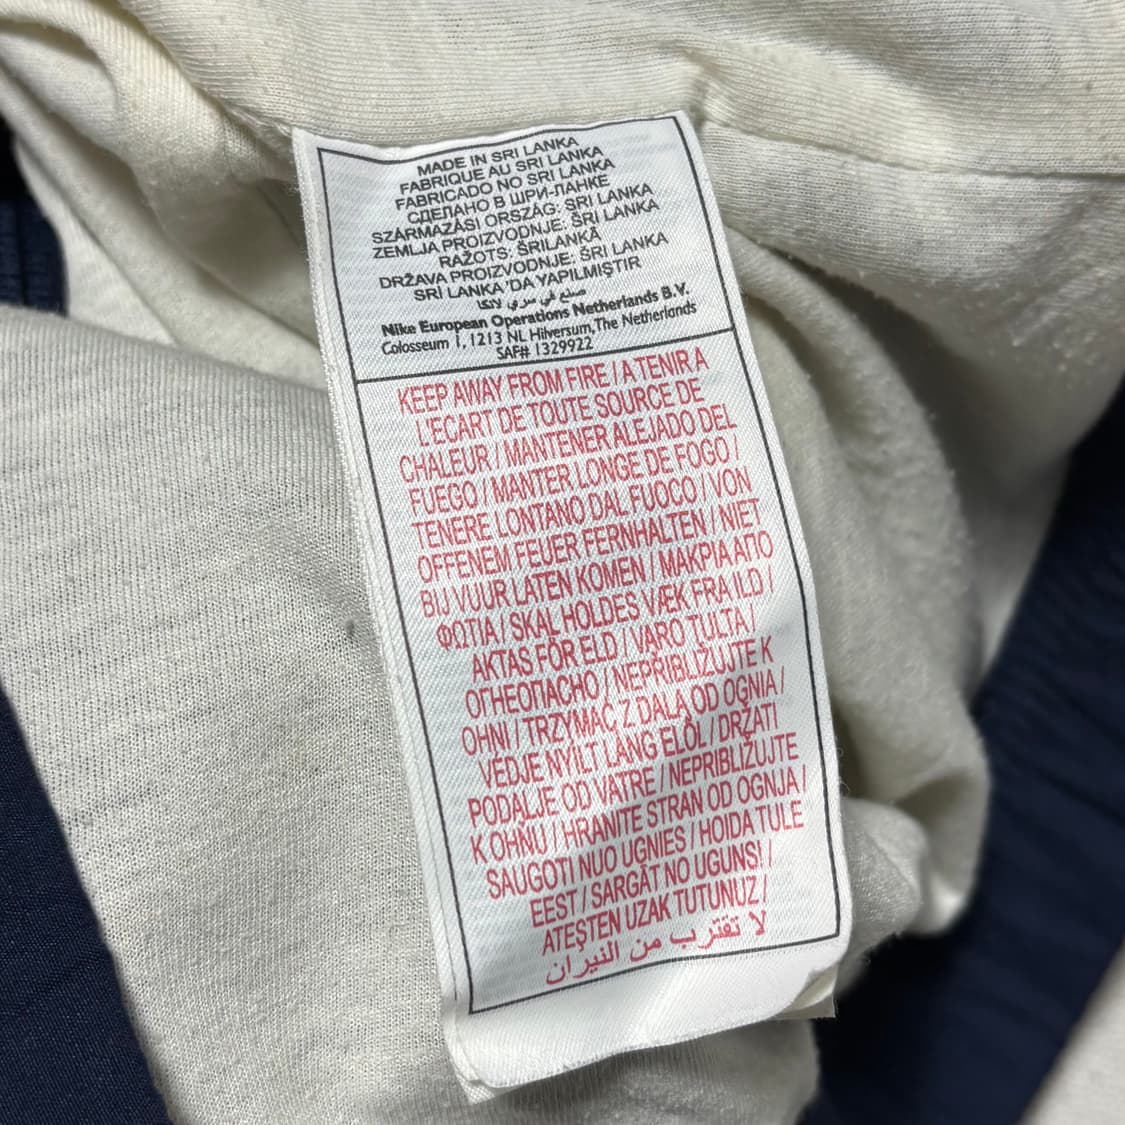 MADE IN SRI LANKA
FABRIQUE AU SRI LANKA
FABRICADO NO SRI LANKA
СДЕЛАНО В ШРИ-ЛАНКЕ
SZÁRMAZÁSI ORSZÁG: SRI LANKA
ZEMLJA PROIZVODNJE: ŠRI LANKA
RAŽOTS: ŠRILANKĀ
DRŽAVA PROIZVODNJE: ŠRI LANKA
SRİ LANKA 'DA YAPILMIŞTIR
صنع في سري لانكا
Nike European Operations Netherlands B.V.
Colosseum 1, 1213 NL Hilversum, The Netherlands
SAF# 1329922
KEEP AWAY FROM FIRE / A TENIR A
L'ECART DE TOUTE SOURCE DE
CHALEUR / MANTENER ALEJADO DEL
FUEGO / MANTER LONGE DE FOGO /
TENERE LONTANO DAL FUOCO / VON
OFFENEM FEUER FERNHALTEN / NIET
BIJ VUUR LATEN KOMEN / ΜΑΚΡΙΑ ΑΠΟ
ΦΩΤΙΑ / SKAL HOLDES VÆK FRA ILD /
AKTAS FÖR ELD / VARO TULTA /
ОГНЕОПАСНО / NEPŘIBLIŽUJTE K
OHNI / TRZYMAĆ Z DALA OD OGNIA /
VÉDJE NYÍLT LÁNG ELŐL / DRŽATI
PODALJE OD VATRE / NEPRIBLIŽUJTE
K OHŇU / HRANITE STRAN OD OGNJA /
SAUGOTI NUO UGNIES / HOIDA TULE
EEST / SARGĀT NO UGUNS! /
ATEŞTEN UZAK TUTUNUZ /
لا تقترب من النيران